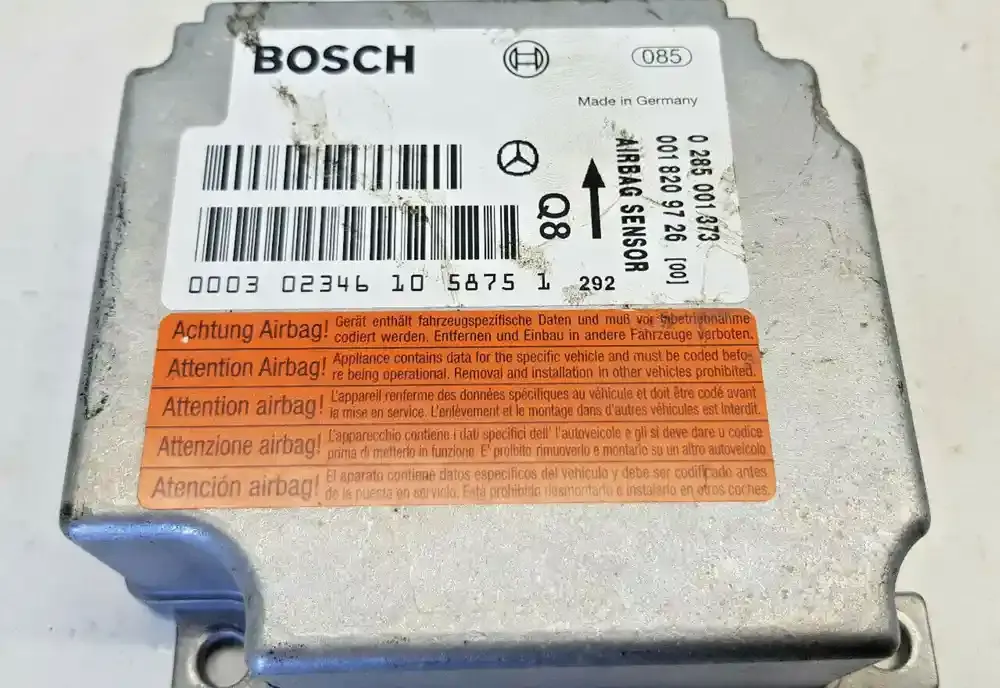 BOSCH
085
Made in Germany
0 285 001 373
001 820 97 26 [00]
AIRBAG SENSOR
Q8
0003 02346 10 5875 1 292
Achtung Airbag! Gerät enthält fahrzeugspezifische Daten und muß vor Inbetriebnahme
codiert werden. Entfernen und Einbau in andere Fahrzeuge verboten.
Attention Airbag! Appliance contains data for the specific vehicle and must be coded befo-
re being operational. Removal and installation in other vehicles prohibited.
Attention airbag! L'appareil renferme des données spécifiques au véhicule et doit être codé avant
la mise en service. L'enlévement et le montage dans d'autres véhicules est interdit.
Attenzione airbag! L'apparecchio contiene i dati specifici dell' l'autoveicole e gli si deve dare u codice
prima di metterlo in funzione. E' proibito rimuoverlo e montarlo su un altro autoveicolo.
Atención airbag! El aparato contiene datos especificos del vehiculo y debe ser codificado antes
de la puesta en servicio. Está prohibido desmontarlo e instalarlo en otros coches.